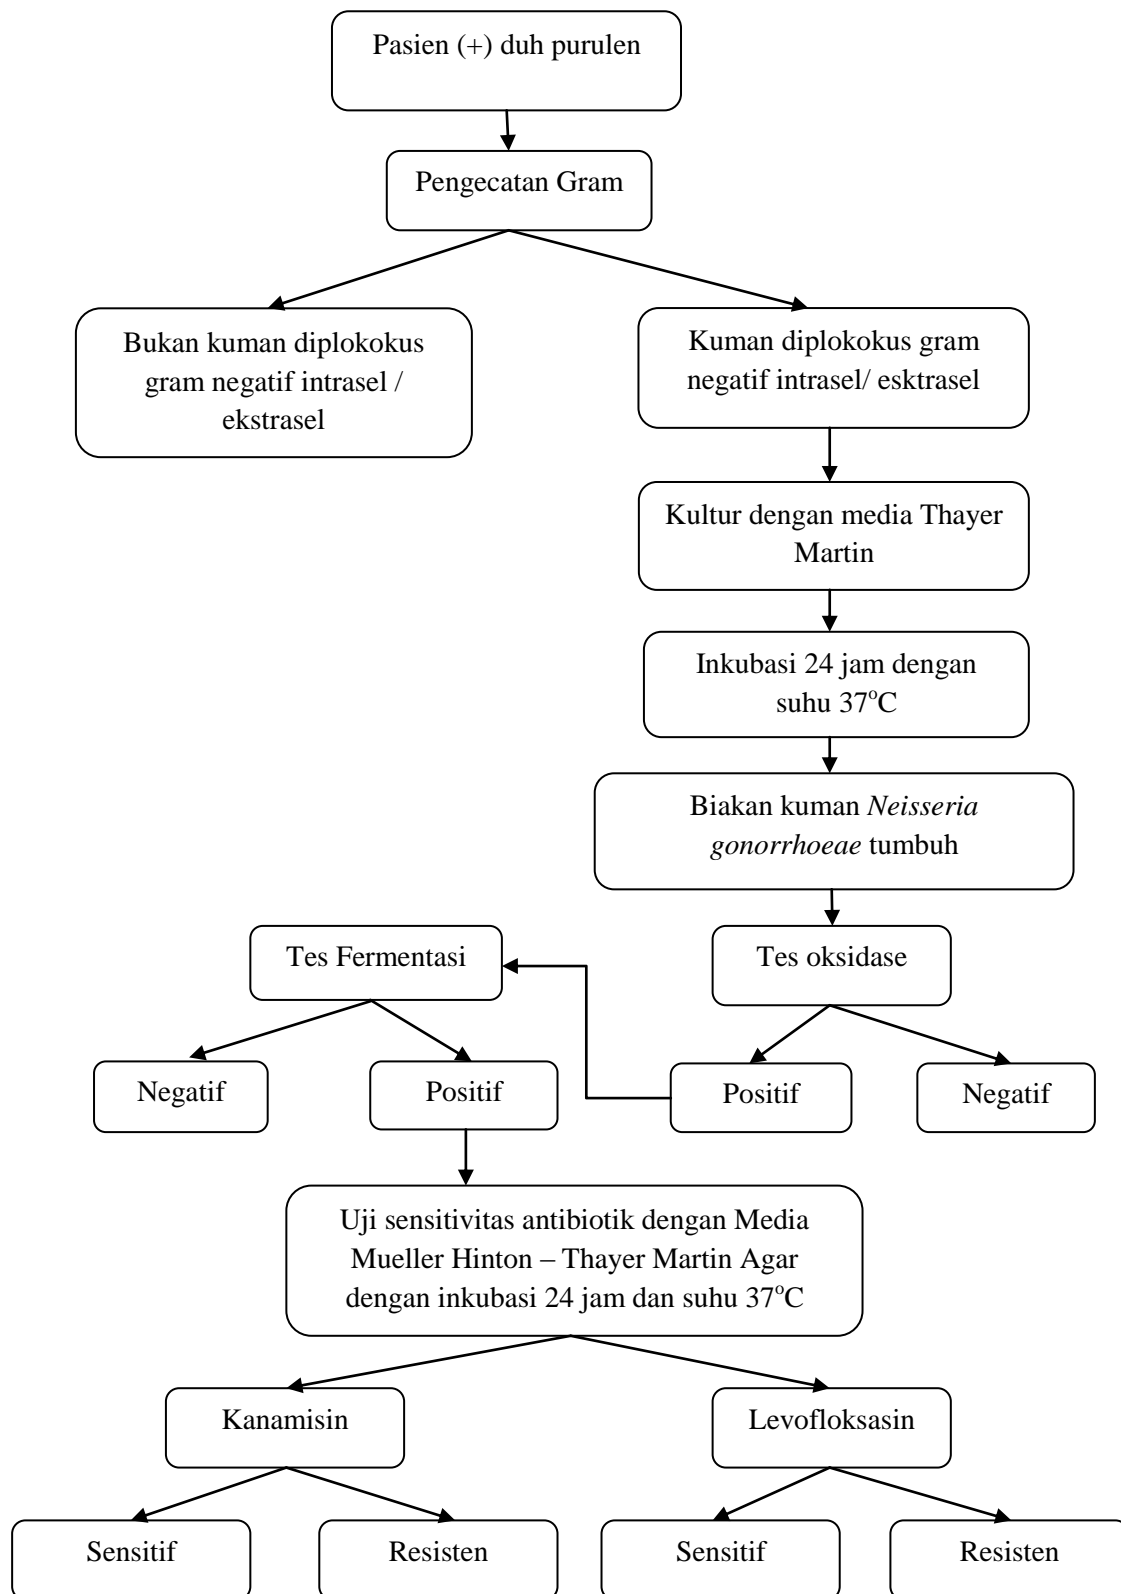 Pasien (+) duh purulen
Pengecatan Gram
Bukan kuman diplokokus
gram negatif intrasel /
ekstrasel
Kuman diplokokus gram
negatif intrasel/ esktrasel
Kultur dengan media Thayer
Martin
Inkubasi 24 jam dengan
suhu 37°C
Biakan kuman Neisseria
gonorrhoeae tumbuh
Tes Fermentasi
Tes oksidase
Negatif
Positif
Positif
Negatif
Uji sensitivitas antibiotik dengan Media
Mueller Hinton – Thayer Martin Agar
dengan inkubasi 24 jam dan suhu 37°C
Kanamisin
Levofloksasin
Sensitif
Resisten
Sensitif
Resisten